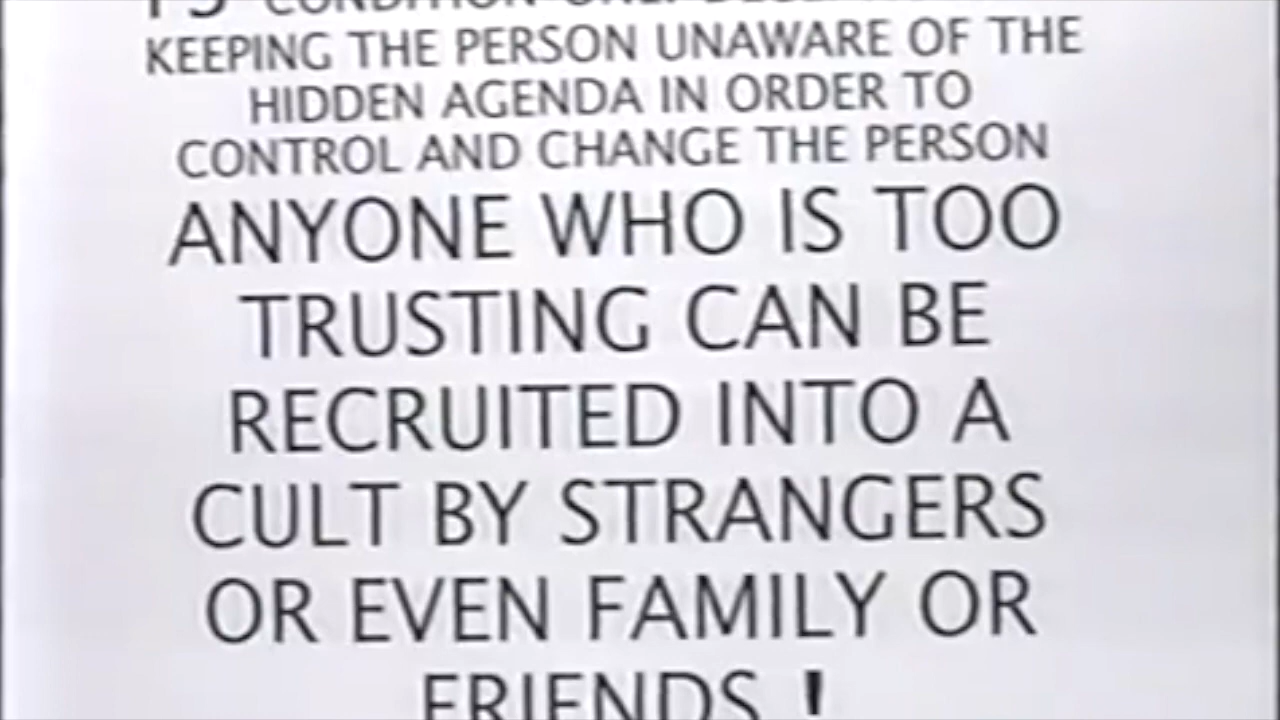 KEEPING THE PERSON UNAWARE OF THE
HIDDEN AGENDA IN ORDER TO
CONTROL AND CHANGE THE PERSON
ANYONE WHO IS TOO
TRUSTING CAN BE
RECRUITED INTO A
CULT BY STRANGERS
OR EVEN FAMILY OR
FRIENDS !